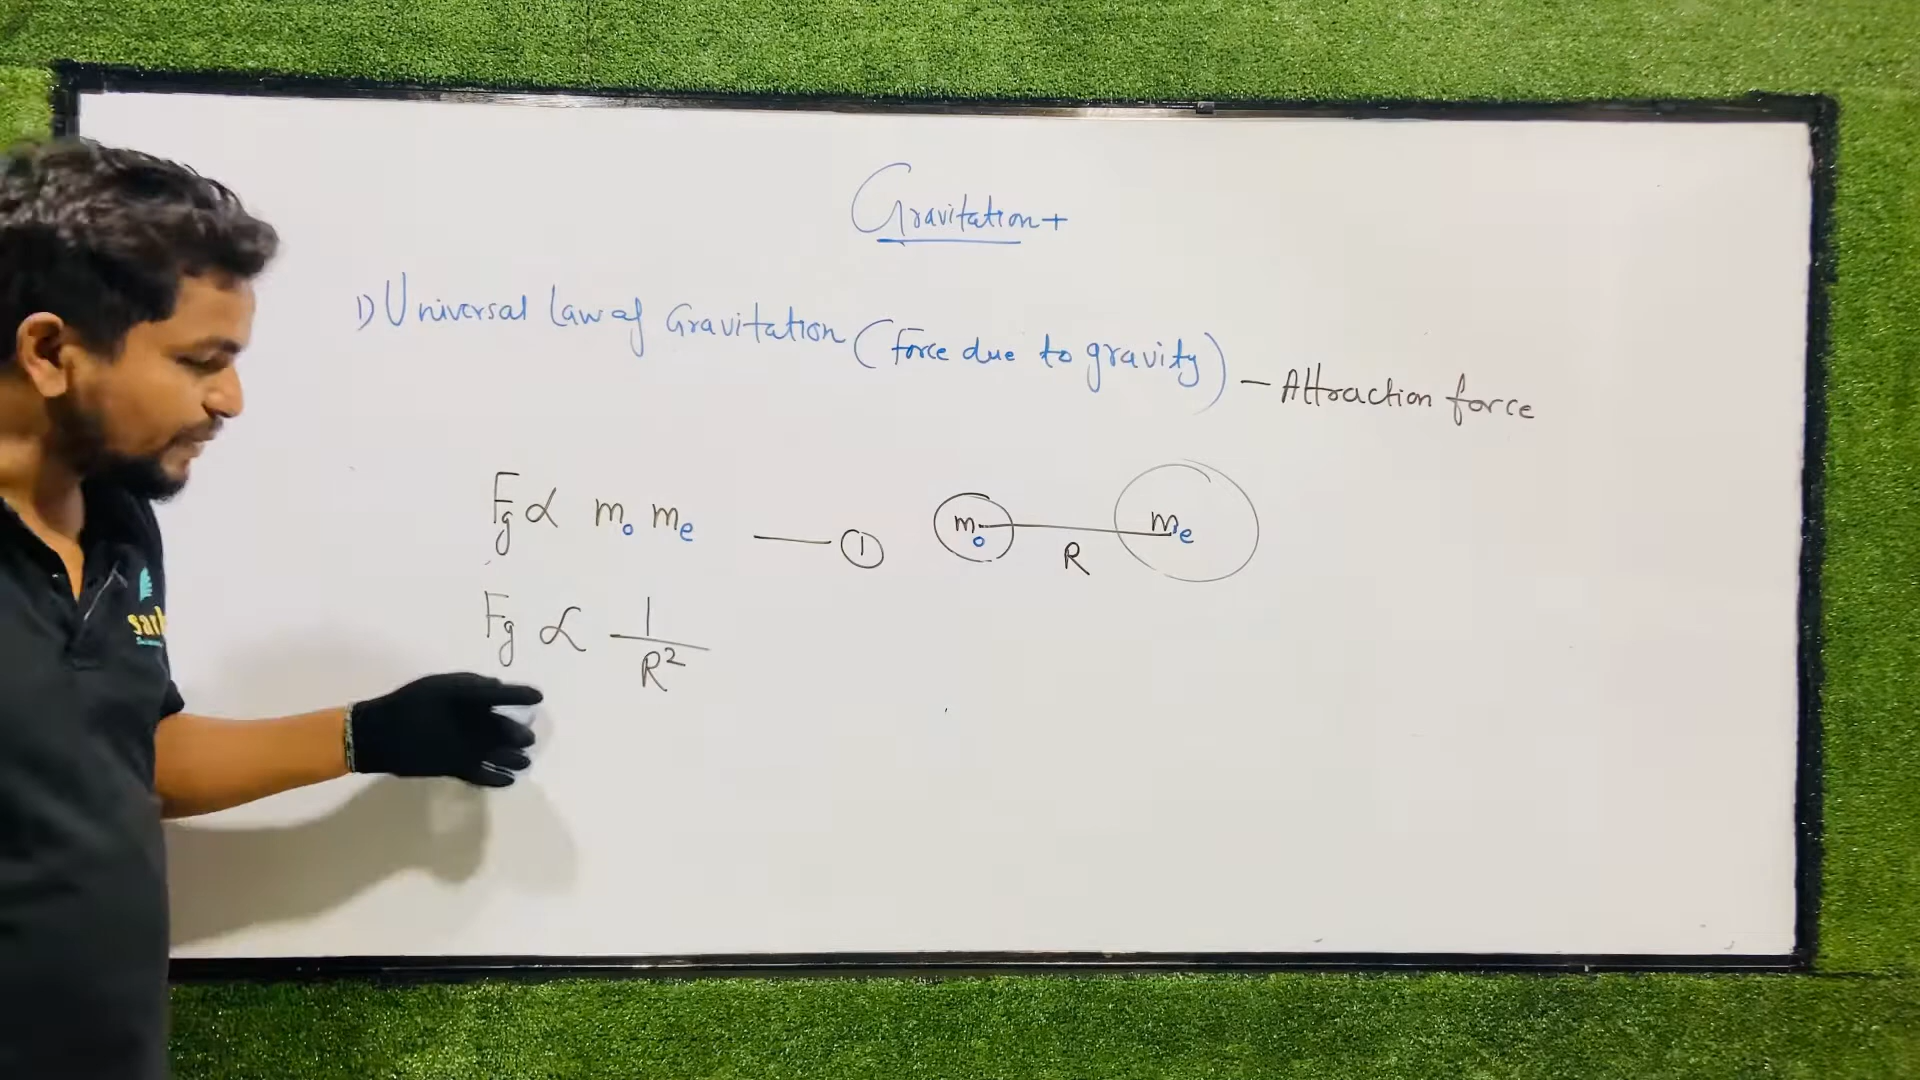 Gravitation +
1) Universal Law of Gravitation (Force due to gravity) – Attraction force
Fg ∝ mo me —— ①
mo R me
Fg ∝ 1/R²